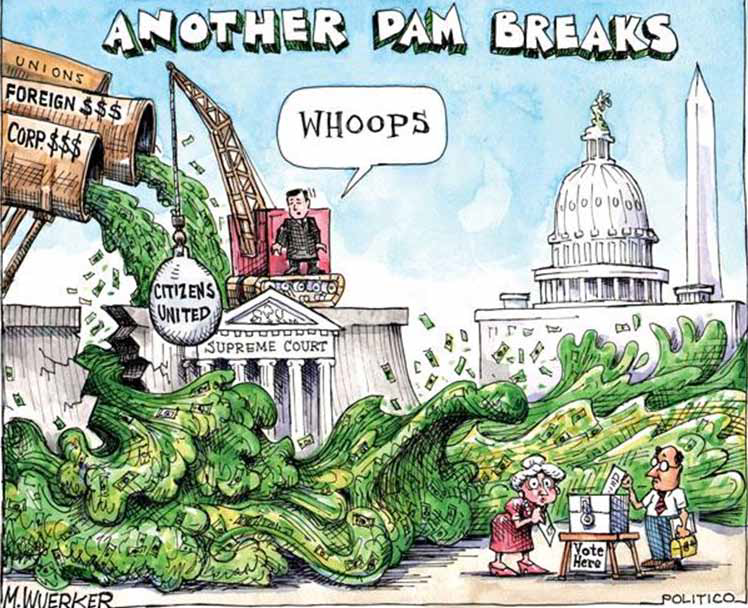 ANOTHER DAM BREAKS
UNIONS
FOREIGN $$$
CORP. $$$
WHOOPS
CITIZENS
UNITED
SUPREME COURT
Vote
Here
M. WUERKER
POLITICO